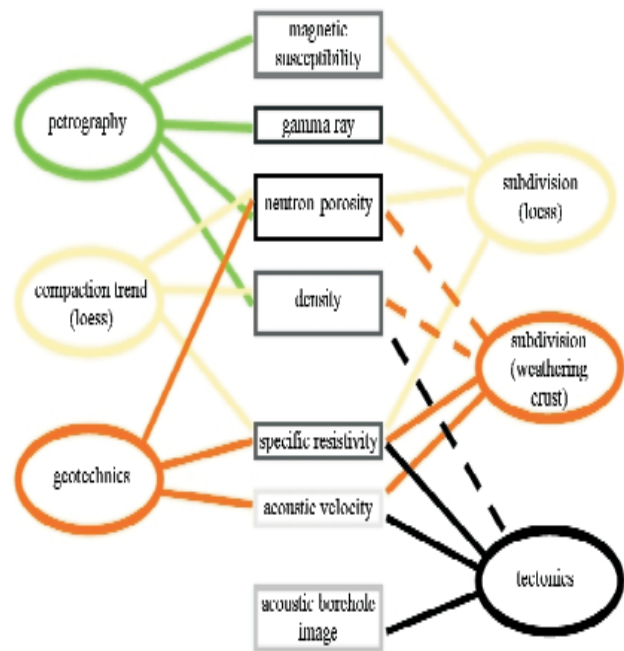 magnetic
susceptibility
petrography
gamma ray
neutron porosity
subdivision
(loess)
compaction trend
(loess)
density
subdivision
(weathering
crust)
specific resistivity
geotechnics
acoustic velocity
tectonics
acoustic borehole
image